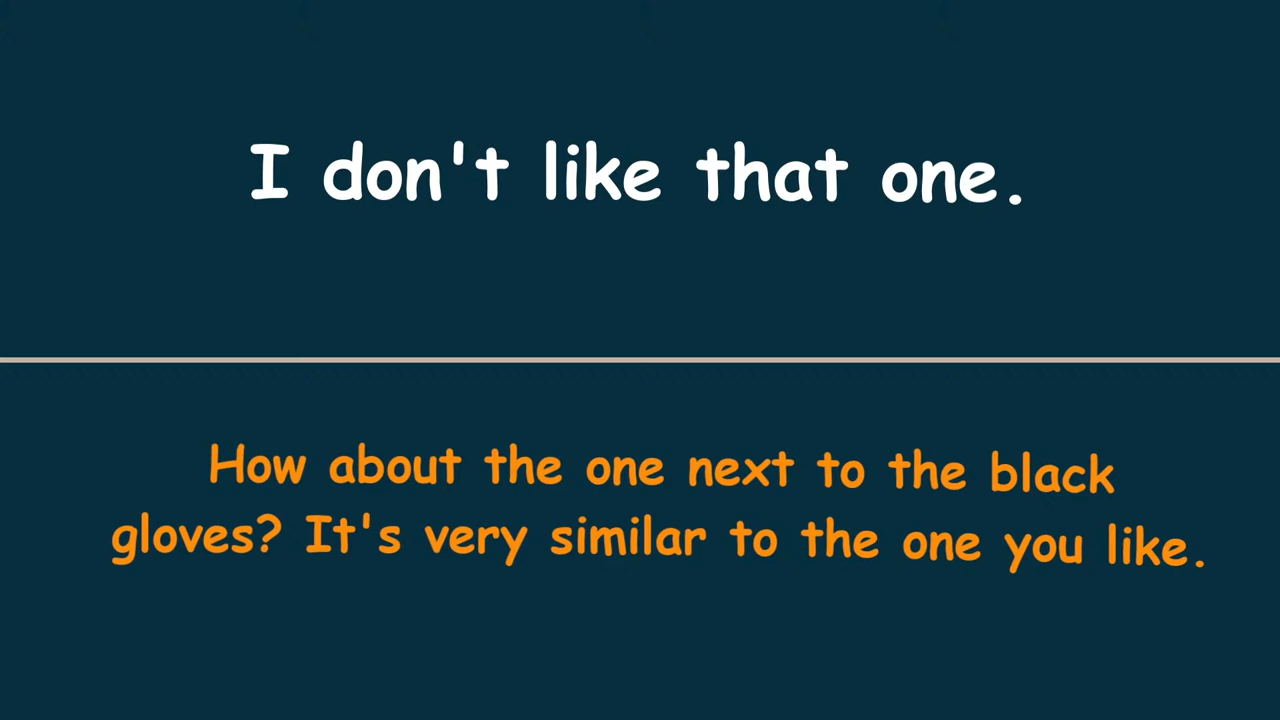 I don't like that one.
How about the one next to the black
gloves? It's very similar to the one you like.